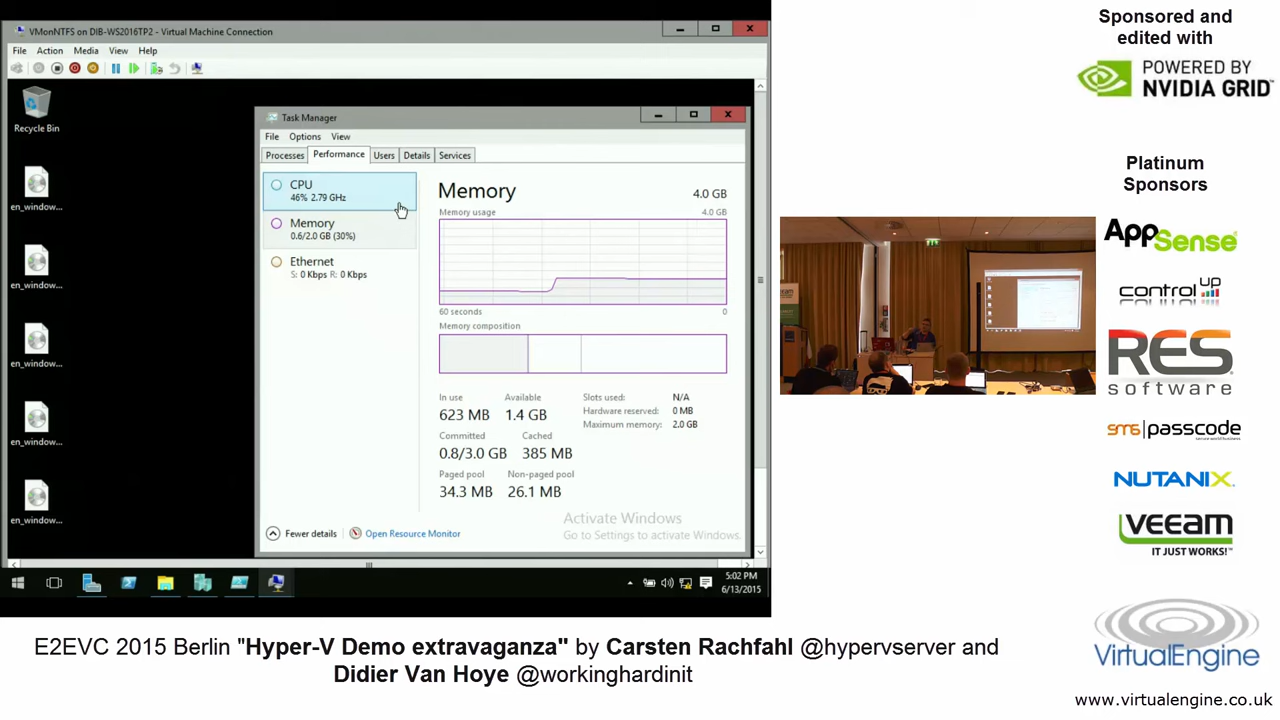 VMonNTFS on DIB-WS2016TP2 - Virtual Machine Connection
File Action Media View Help
Recycle Bin
en_window...
en_window...
en_window...
en_window...
en_window...
Task Manager
File Options View
Processes Performance Users Details Services
CPU
46% 2.79 GHz
Memory
0.6/2.0 GB (30%)
Ethernet
S: 0 Kbps R: 0 Kbps
Memory 4.0 GB
Memory usage 4.0 GB
60 seconds 0
Memory composition
In use Available
623 MB 1.4 GB
Committed Cached
0.8/3.0 GB 385 MB
Paged pool Non-paged pool
34.3 MB 26.1 MB
Slots used: N/A
Hardware reserved: 0 MB
Maximum memory: 2.0 GB
Activate Windows
Go to Settings to activate Windows.
Fewer details Open Resource Monitor
5:02 PM
6/13/2015
Sponsored and
edited with
POWERED BY
NVIDIA GRID
Platinum
Sponsors
AppSense
control up
RES
software
sms|passcode
NUTANIX
veeAM
IT JUST WORKS!
VirtualEngine
www.virtualengine.co.uk
E2EVC 2015 Berlin "Hyper-V Demo extravaganza" by Carsten Rachfahl @hypervserver and
Didier Van Hoye @workinghardinit